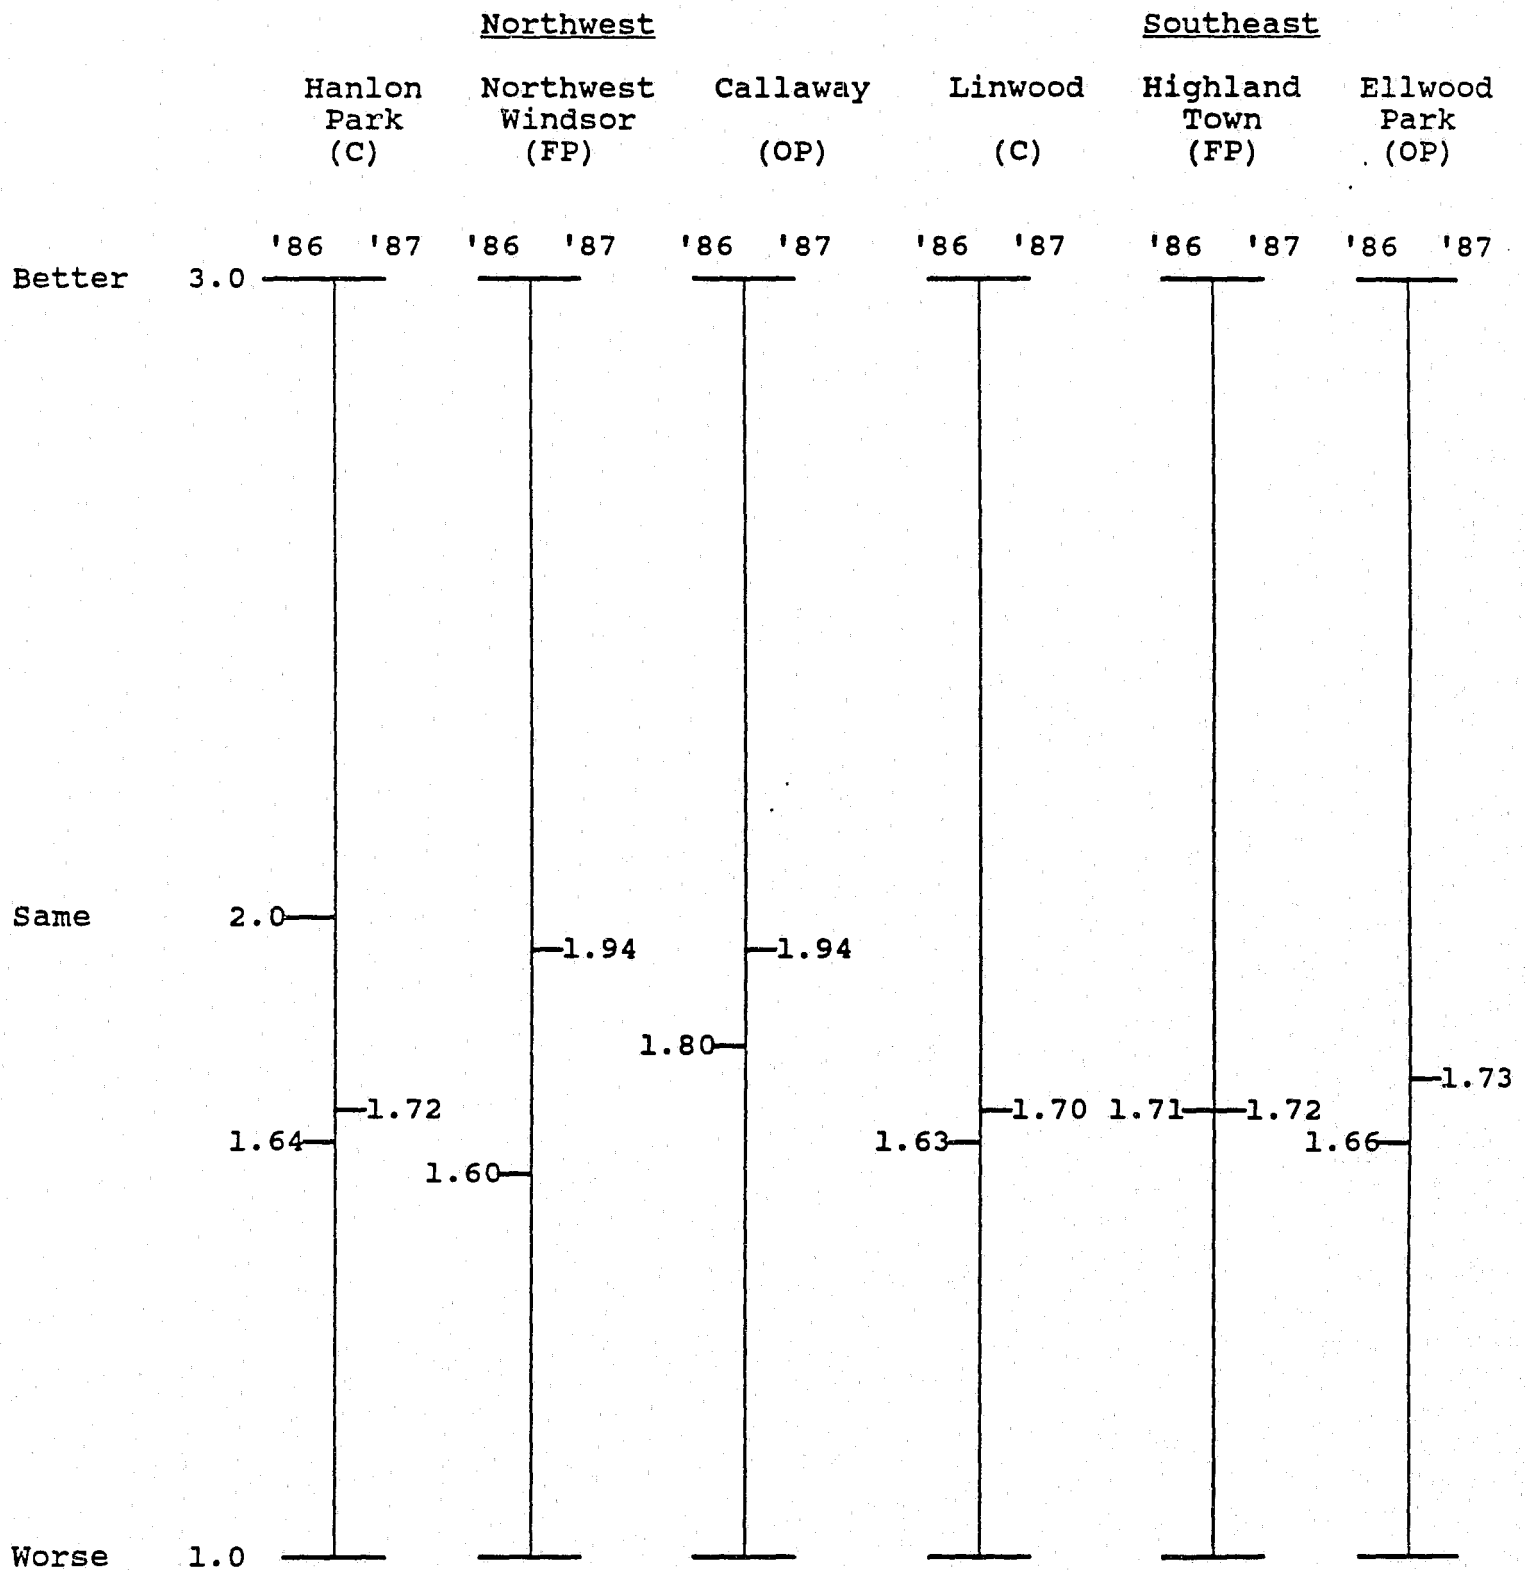 Northwest Southeast
Hanlon Northwest Callaway Linwood Highland Ellwood
Park Windsor Town Park
(C) (FP) (OP) (C) (FP) (OP)
'86 '87 '86 '87 '86 '87 '86 '87 '86 '87 '86 '87
Better 3.0
Same 2.0
1.94 1.94
1.80
1.73
1.72 1.70 1.71 1.72
1.64 1.63 1.66
1.60
Worse 1.0